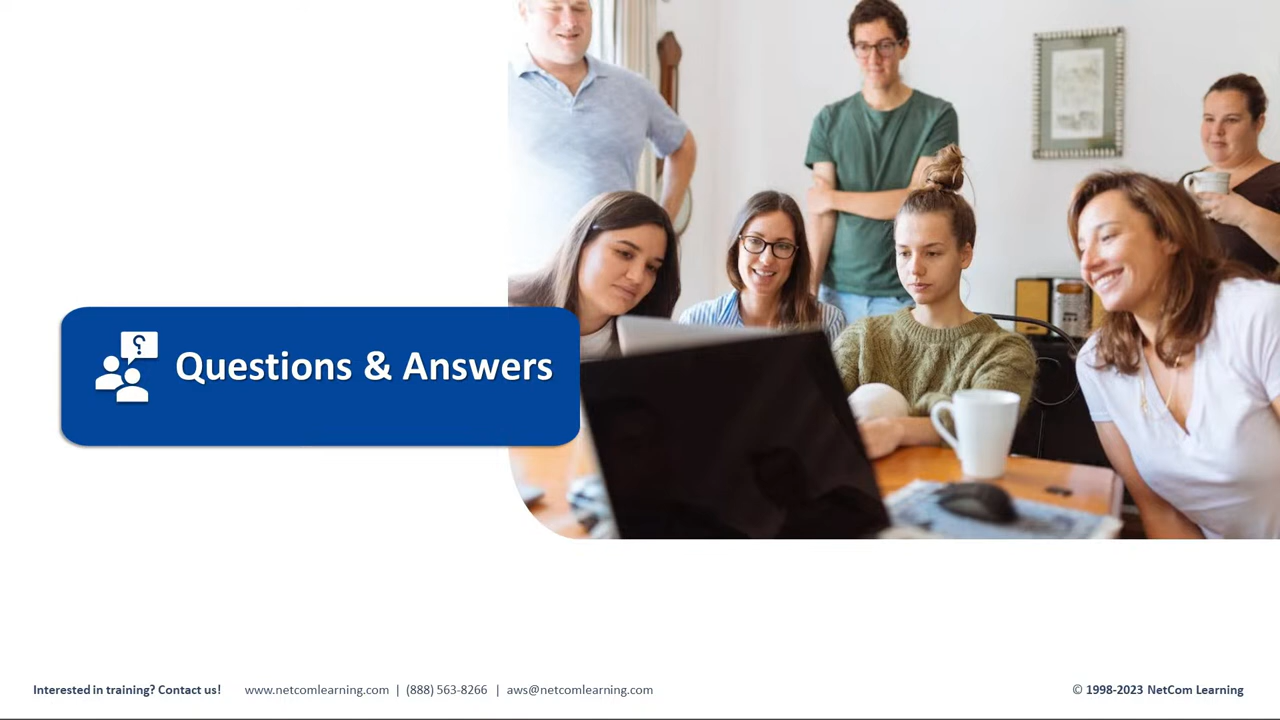 ?
Questions & Answers
Interested in training? Contact us! www.netcomlearning.com | (888) 563-8266 | aws@netcomlearning.com
© 1998-2023 NetCom Learning